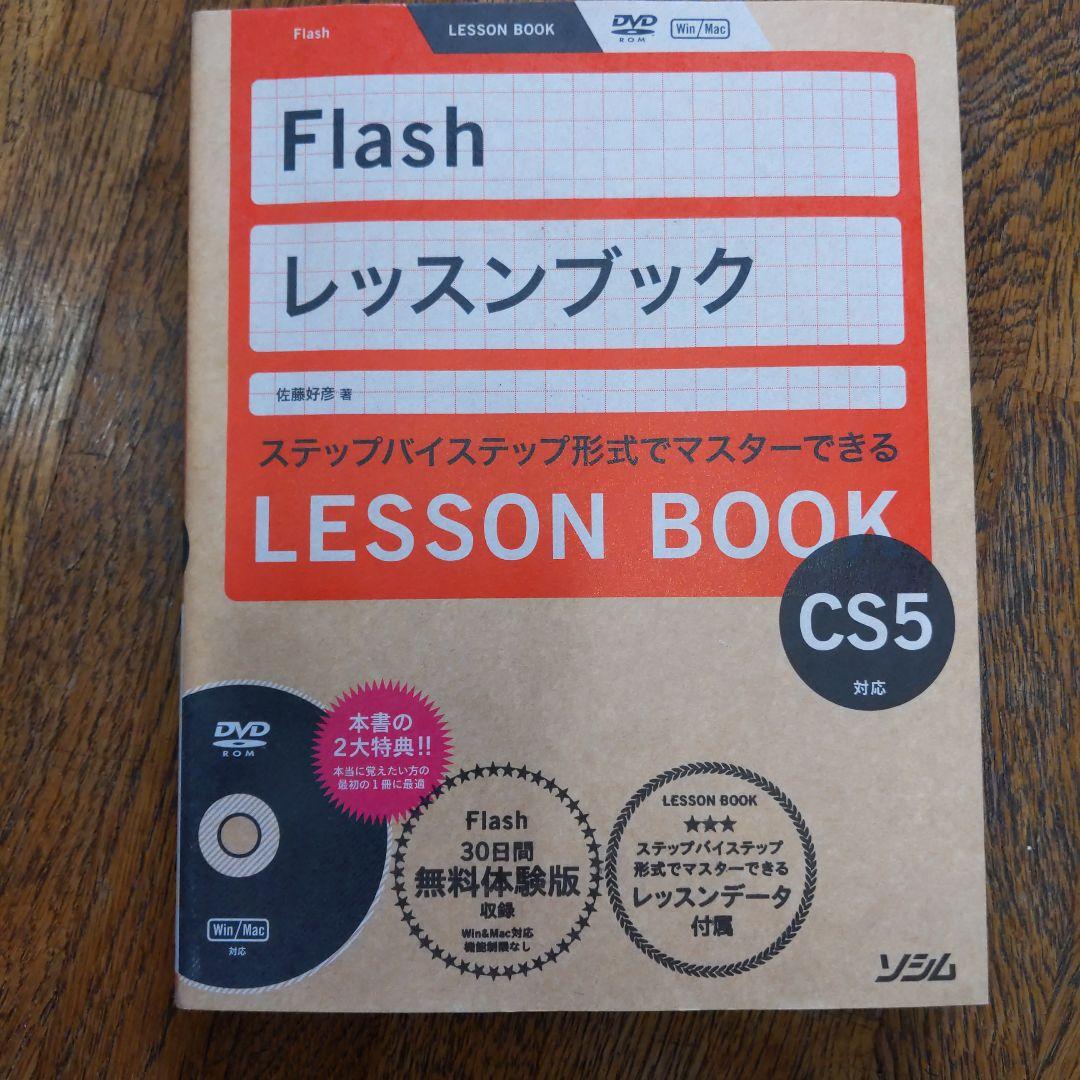 Flash
LESSON BOOK
DVD
ROM
Win/Mac
Flash
レッスンブック
佐藤好彦 著
ステップバイステップ形式でマスターできる
LESSON BOOK
CS5
対応
DVD
ROM
Win/Mac
対応
本書の
2大特典!!
本当に覚えたい方の
最初の1冊に最適
Flash
30日間
無料体験版
収録
Win&Mac対応
機能制限なし
LESSON BOOK
★★★
ステップバイステップ
形式でマスターできる
レッスンデータ
付属
ソシム